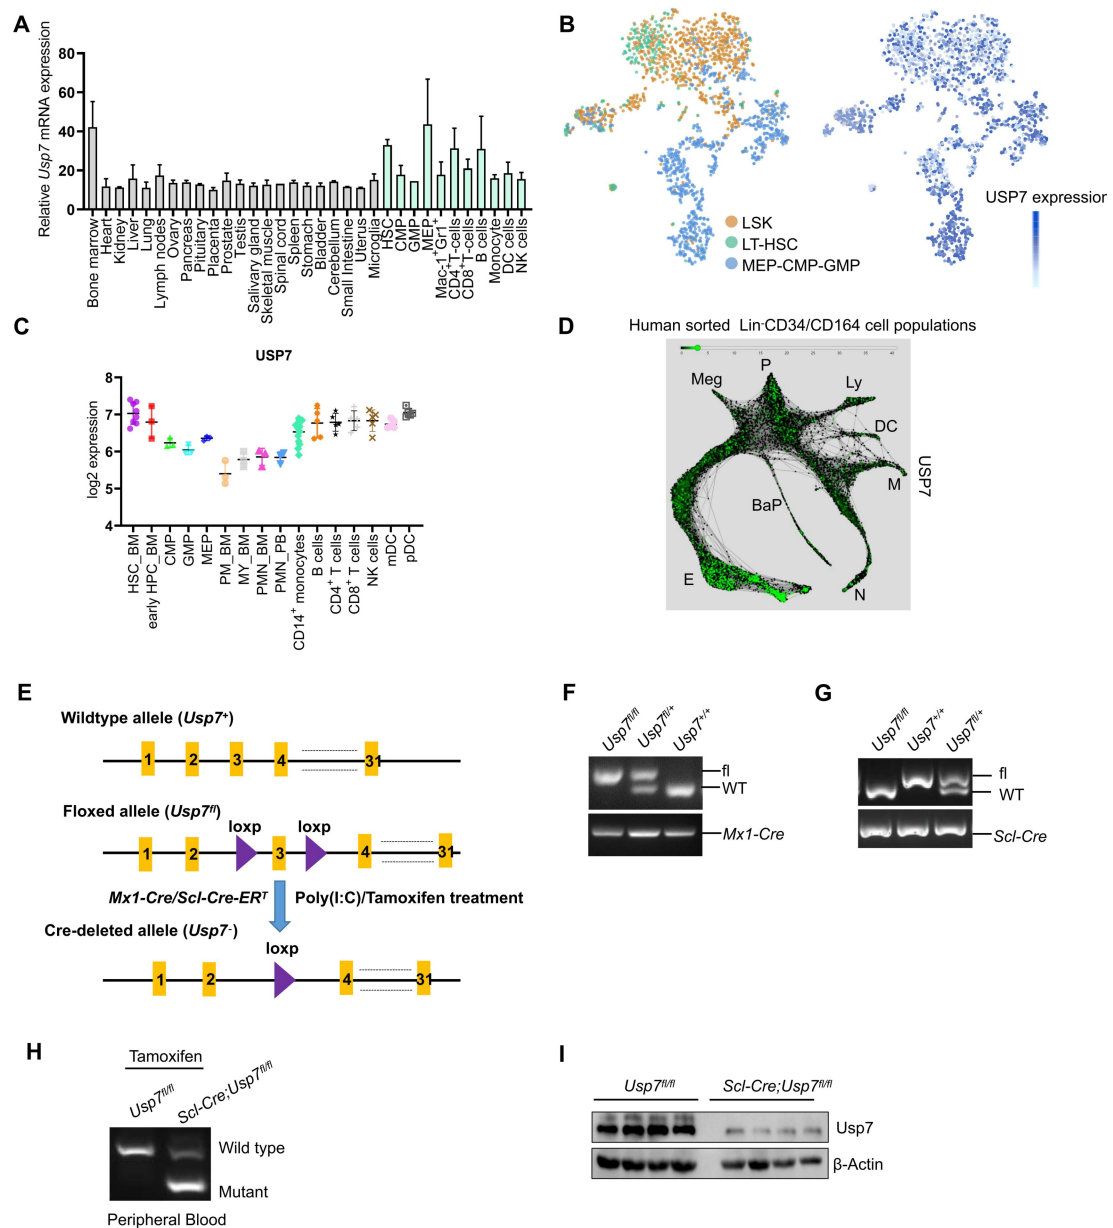 A
Relative Usp7 mRNA expression
80
60
40
20
0
Bone marrow
Heart
Kidney
Liver
Lung
Lymph nodes
Ovary
Pancreas
Pituitary
Placenta
Prostate
Testis
Salivary gland
Skeletal muscle
Spinal cord
Spleen
Stomach
Bladder
Cerebellum
Small Intestine
Uterus
Microglia
HSC
CMP
GMP
MEP
Mac-1⁺Gr1⁺
CD4⁺T-cells
CD8⁺T-cells
B cells
Monocyte
DC cells
NK cells
B
LSK
LT-HSC
MEP-CMP-GMP
USP7 expression
C
USP7
log2 expression
8
7
6
5
4
HSC_BM
early HPC_BM
CMP
GMP
MEP
PM_BM
MY_BM
PMN_BM
PMN_PB
CD14⁺ monocytes
B cells
CD4⁺ T cells
CD8⁺ T cells
NK cells
mDC
pDC
D
Human sorted Lin⁻CD34/CD164 cell populations
0 5 10 15 20 25 30 35 40
P
Meg
Ly
DC
M
BaP
E
N
USP7
E
Wildtype allele (Usp7⁺)
1 2 3 4 31
Floxed allele (Usp7ᶠˡ)
loxp loxp
1 2 3 4 31
Mx1-Cre/Scl-Cre-ERᵀ Poly(I:C)/Tamoxifen treatment
Cre-deleted allele (Usp7⁻)
loxp
1 2 4 31
F
Usp7ᶠˡ/ᶠˡ
Usp7ᶠˡ/⁺
Usp7⁺/⁺
fl
WT
Mx1-Cre
G
Usp7ᶠˡ/ᶠˡ
Usp7⁺/⁺
Usp7ᶠˡ/⁺
fl
WT
Scl-Cre
H
Tamoxifen
Usp7ᶠˡ/ᶠˡ
Scl-Cre;Usp7ᶠˡ/ᶠˡ
Wild type
Mutant
Peripheral Blood
I
Usp7ᶠˡ/ᶠˡ Scl-Cre;Usp7ᶠˡ/ᶠˡ
Usp7
β-Actin